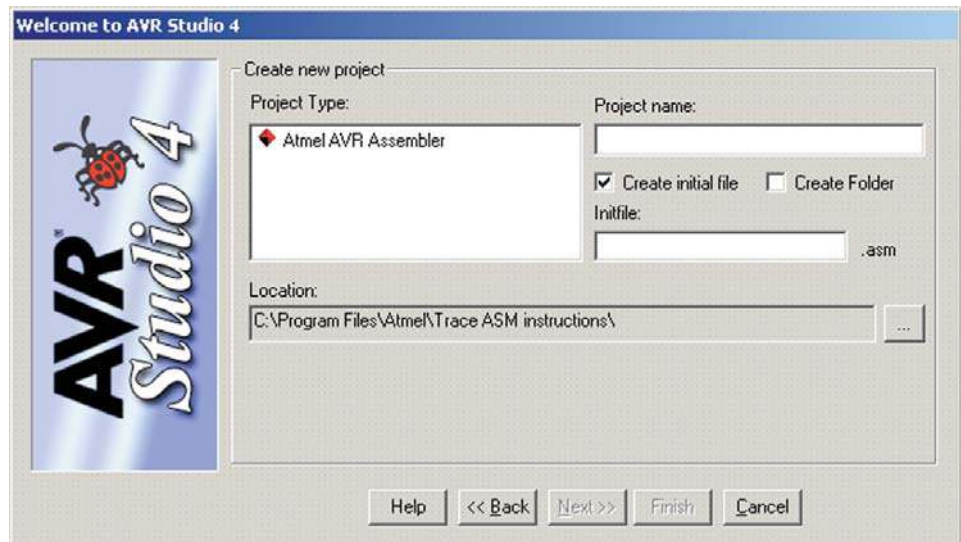 Welcome to AVR Studio 4
AVR®
Studio 4
Create new project
Project Type:
Atmel AVR Assembler
Project name:
Create initial file
Create Folder
Initfile:
.asm
Location:
C:\Program Files\Atmel\Trace ASM instructions\
...
Help
<< Back
Next >>
Finish
Cancel